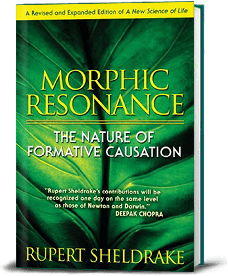 A Revised and Expanded Edition of A New Science of Life
MORPHIC
RESONANCE
THE NATURE OF
FORMATIVE CAUSATION
"Rupert Sheldrake's contributions will be
recognized one day on the same level
as those of Newton and Darwin."
DEEPAK CHOPRA
RUPERT SHELDRAKE